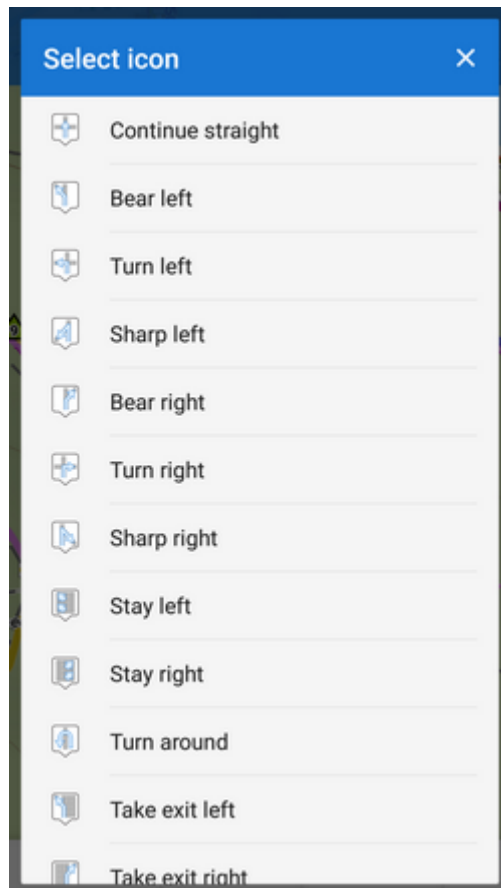 Select icon
Continue straight
Bear left
Turn left
Sharp left
Bear right
Turn right
Sharp right
Stay left
Stay right
Turn around
Take exit left
Take exit right